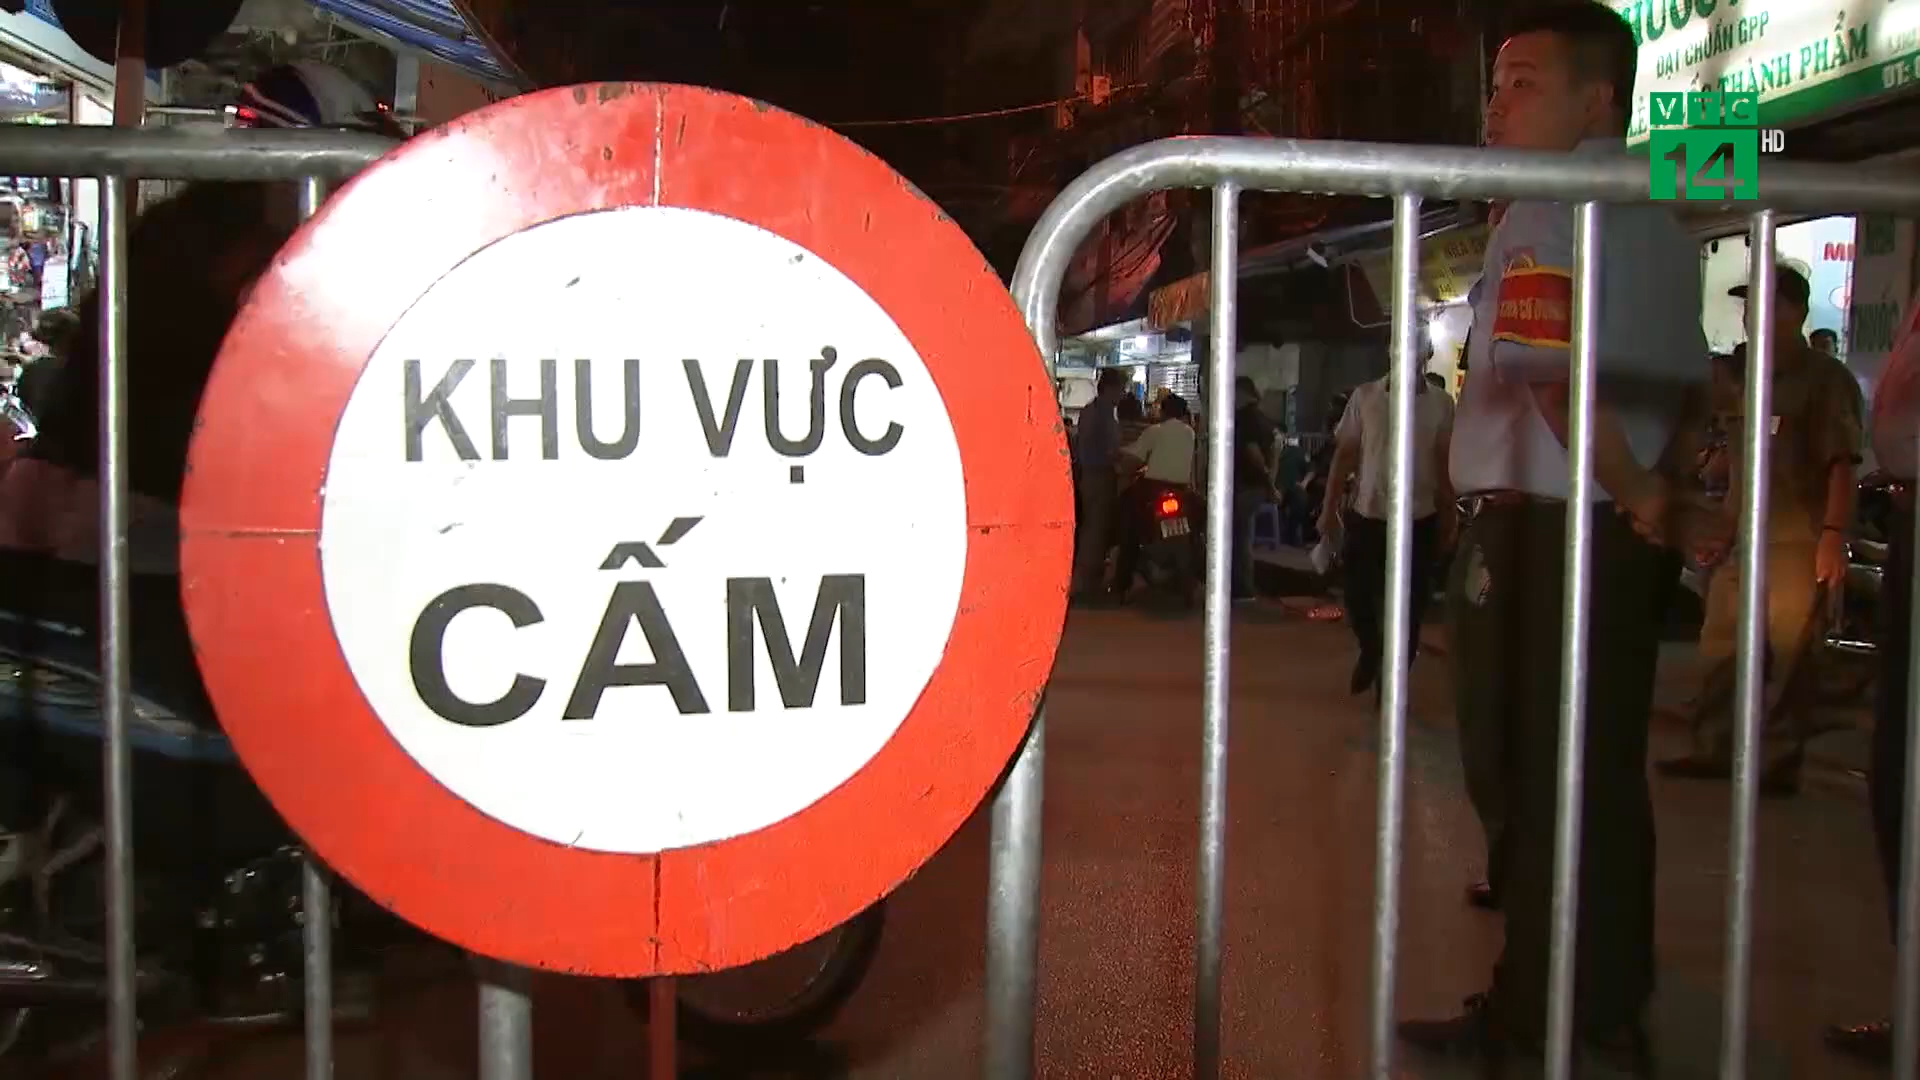 KHU VỰC
CẤM
ĐẠT CHUẨN GPP
THÀNH PHẨM
VTC
14
HD